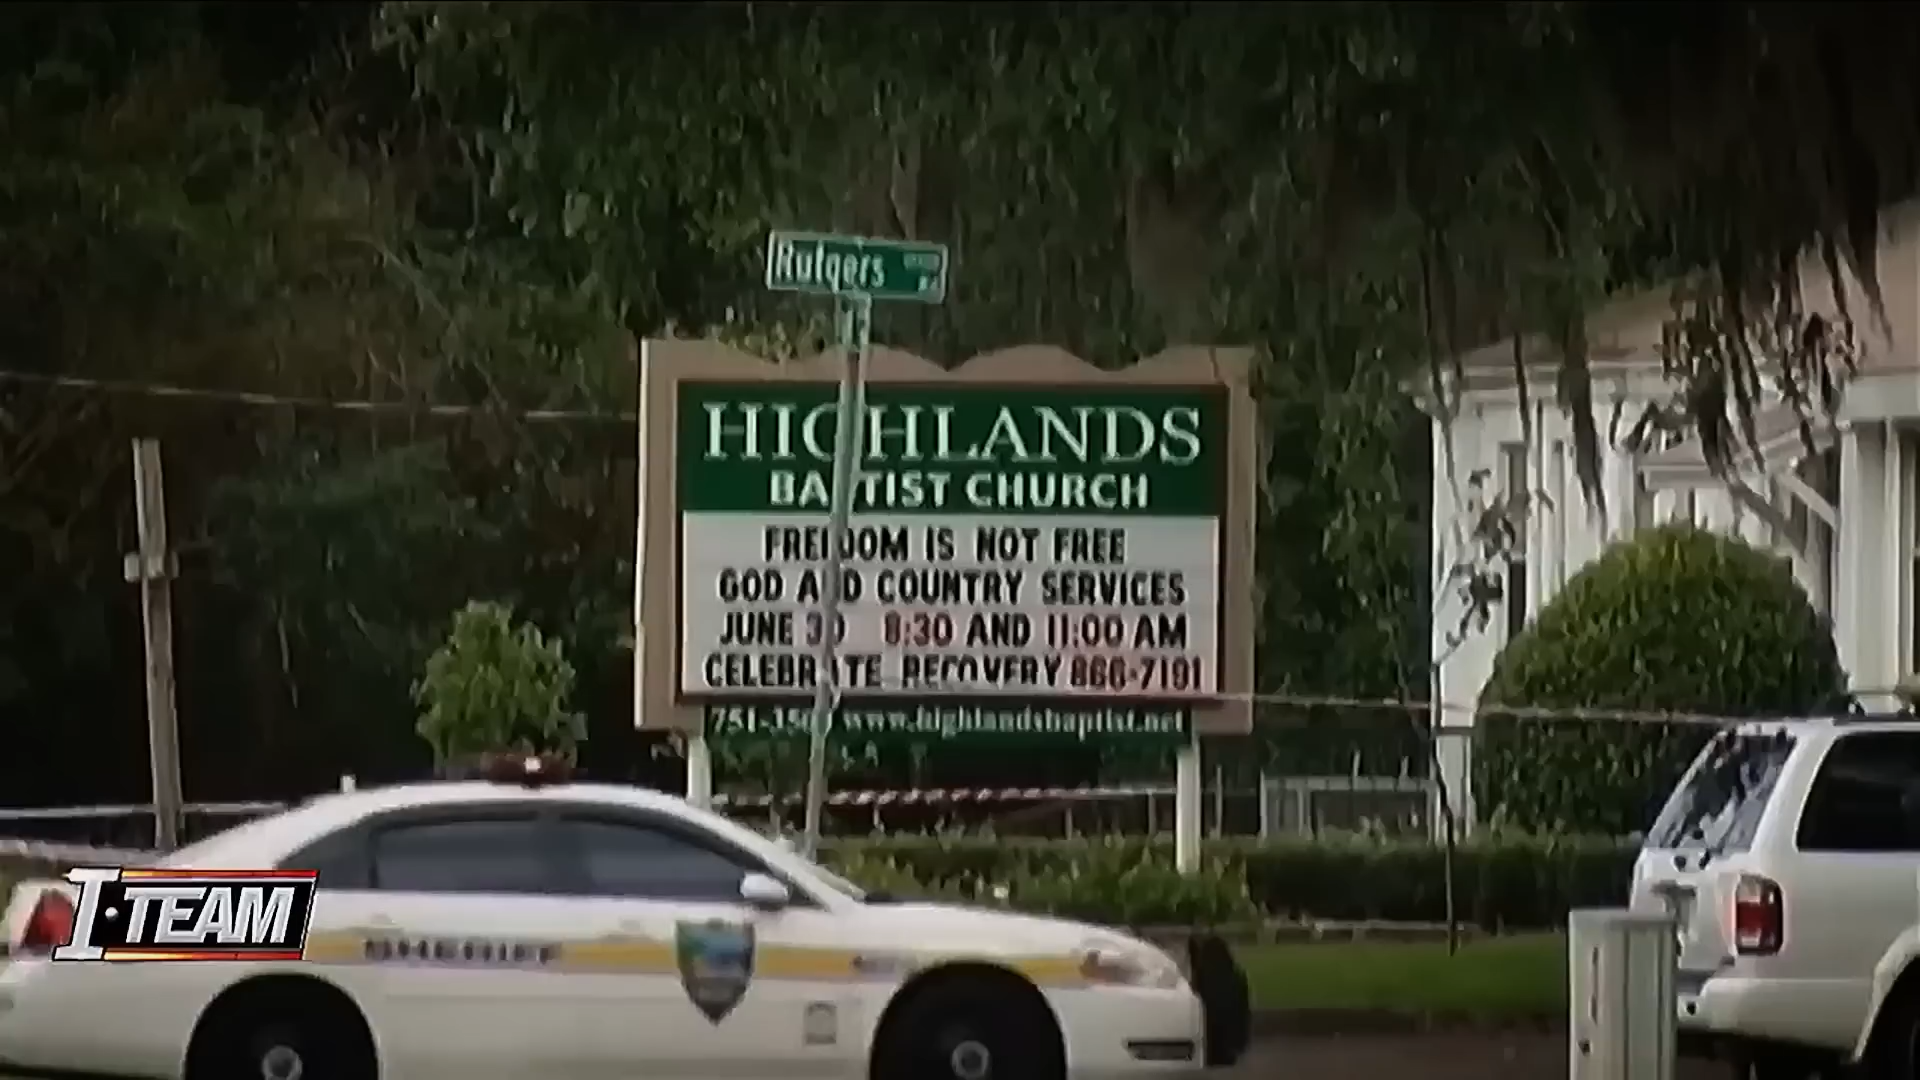 Rutgers
HIGHLANDS
BAPTIST CHURCH
FREEDOM IS NOT FREE
GOD AND COUNTRY SERVICES
JUNE 30 8:30 AND 11:00 AM
CELEBRATE RECOVERY 866-7191
www.highlandsbaptist.net
I-TEAM